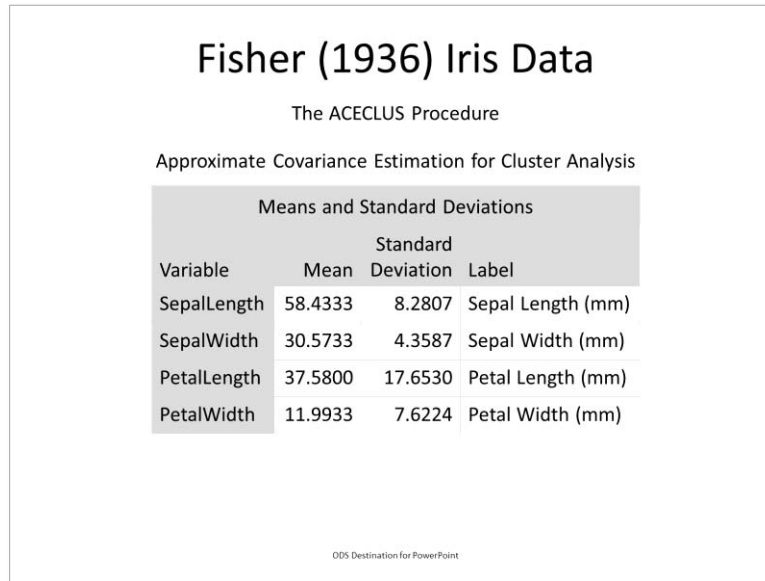 Fisher (1936) Iris Data
The ACECLUS Procedure
Approximate Covariance Estimation for Cluster Analysis
Means and Standard Deviations
Standard
Variable Mean Deviation Label
SepalLength 58.4333 8.2807 Sepal Length (mm)
SepalWidth 30.5733 4.3587 Sepal Width (mm)
PetalLength 37.5800 17.6530 Petal Length (mm)
PetalWidth 11.9933 7.6224 Petal Width (mm)
ODS Destination for PowerPoint